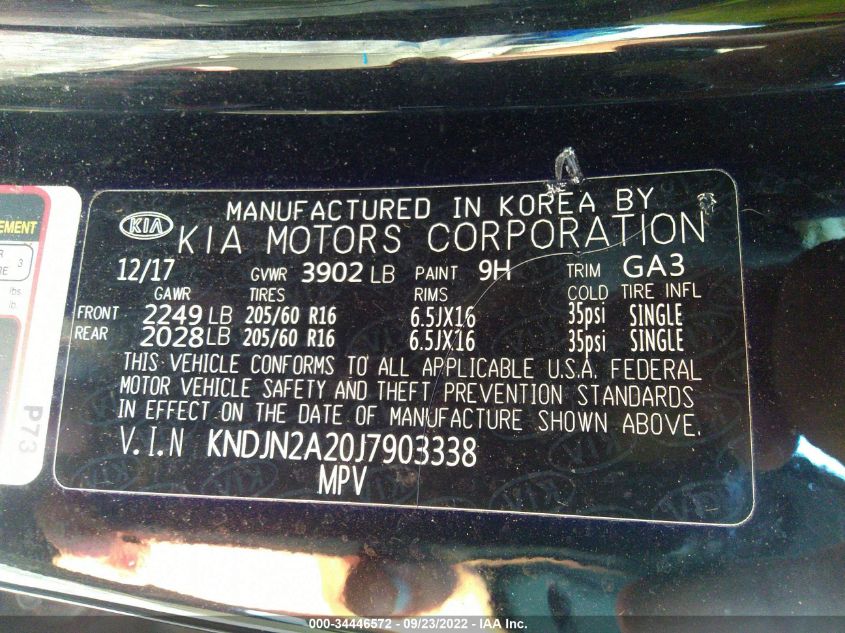 EMENT
3
RE
lbs.
lb.
P73
KIA
MANUFACTURED IN KOREA BY
KIA MOTORS CORPORATION
12/17 GVWR 3902 LB PAINT 9H TRIM GA3
GAWR TIRES RIMS COLD TIRE INFL
FRONT 2249 LB 205/60 R16 6.5JX16 35psi SINGLE
REAR 2028 LB 205/60 R16 6.5JX16 35psi SINGLE
THIS VEHICLE CONFORMS TO ALL APPLICABLE U.S.A. FEDERAL
MOTOR VEHICLE SAFETY AND THEFT PREVENTION STANDARDS
IN EFFECT ON THE DATE OF MANUFACTURE SHOWN ABOVE.
V.I.N KNDJN2A20J7903338
MPV
000-34446572 - 09/23/2022 - IAA Inc.